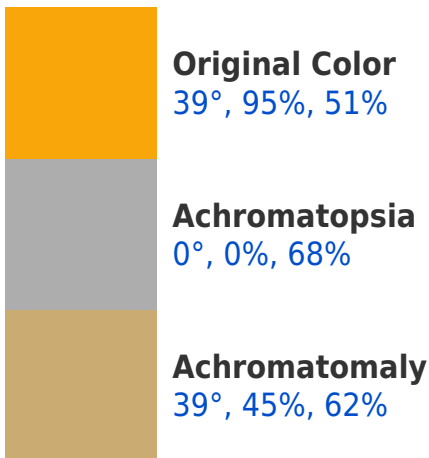 Original Color
39°, 95%, 51%
Achromatopsia
0°, 0%, 68%
Achromatomaly
39°, 45%, 62%